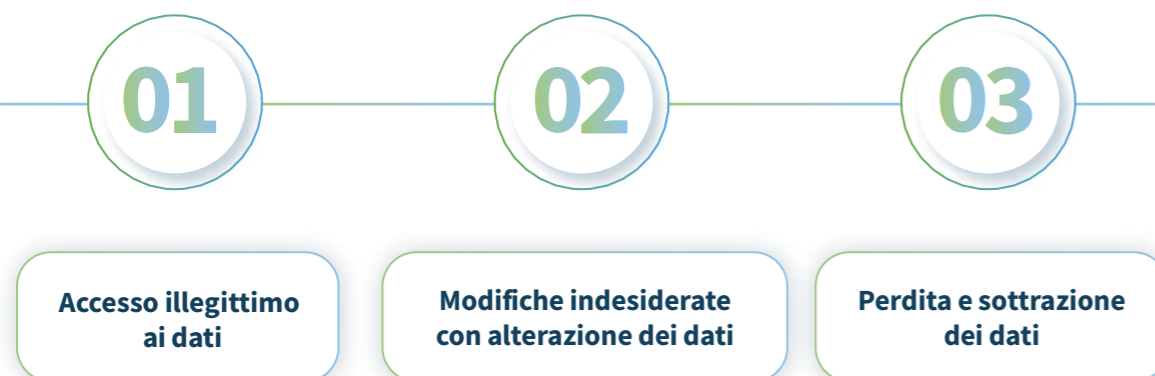 01
02
03
Accesso illegittimo
ai dati
Modifiche indesiderate
con alterazione dei dati
Perdita e sottrazione
dei dati